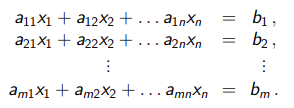 a₁₁x₁ + a₁₂x₂ + … a₁ₙxₙ = b₁ ,
a₂₁x₁ + a₂₂x₂ + … a₂ₙxₙ = b₂ ,
⋮ ⋮
aₘ₁x₁ + aₘ₂x₂ + … aₘₙxₙ = bₘ .